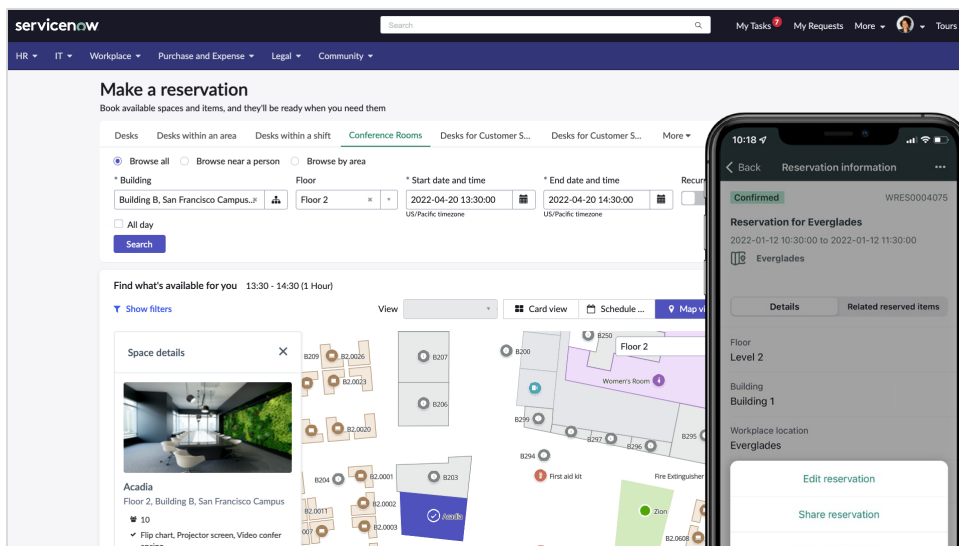 servicenow
Search
My Tasks 7 My Requests More Tours
HR IT Workplace Purchase and Expense Legal Community
Make a reservation
Book available spaces and items, and they'll be ready when you need them
Desks Desks within an area Desks within a shift Conference Rooms Desks for Customer S... Desks for Customer S... More
Browse all Browse near a person Browse by area
* Building Floor * Start date and time * End date and time Recurr
Building B, San Francisco Campus.. Floor 2 2022-04-20 13:30:00 2022-04-20 14:30:00
US/Pacific timezone US/Pacific timezone
All day
Search
Find what's available for you 13:30 - 14:30 (1 Hour)
Show filters View Card view Schedule ... Map vi
Space details
Acadia
Floor 2, Building B, San Francisco Campus
10
Flip chart, Projector screen, Video confer
B209 B2.0026
B2.0023
B2.0020
B207
B206
B200
B250
Floor 2
Women's Room
B299
B297
B296
B295
B294
First aid kit
Fire Extinguisher
B204
B2.0001
B203
B2.0011
B2.0002
B2.0003
007
Acadia
Zion
B2.0608
10:18
Back Reservation information ...
Confirmed WRES0004075
Reservation for Everglades
2022-01-12 10:30:00 to 2022-01-12 11:30:00
Everglades
Details Related reserved items
Floor
Level 2
Building
Building 1
Workplace location
Everglades
Edit reservation
Share reservation